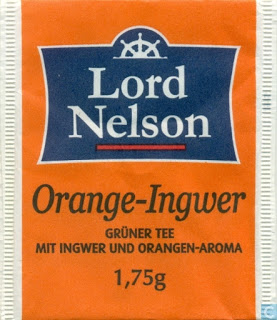 Lord
Nelson
Orange-Ingwer
GRÜNER TEE
MIT INGWER UND ORANGEN-AROMA
1,75g